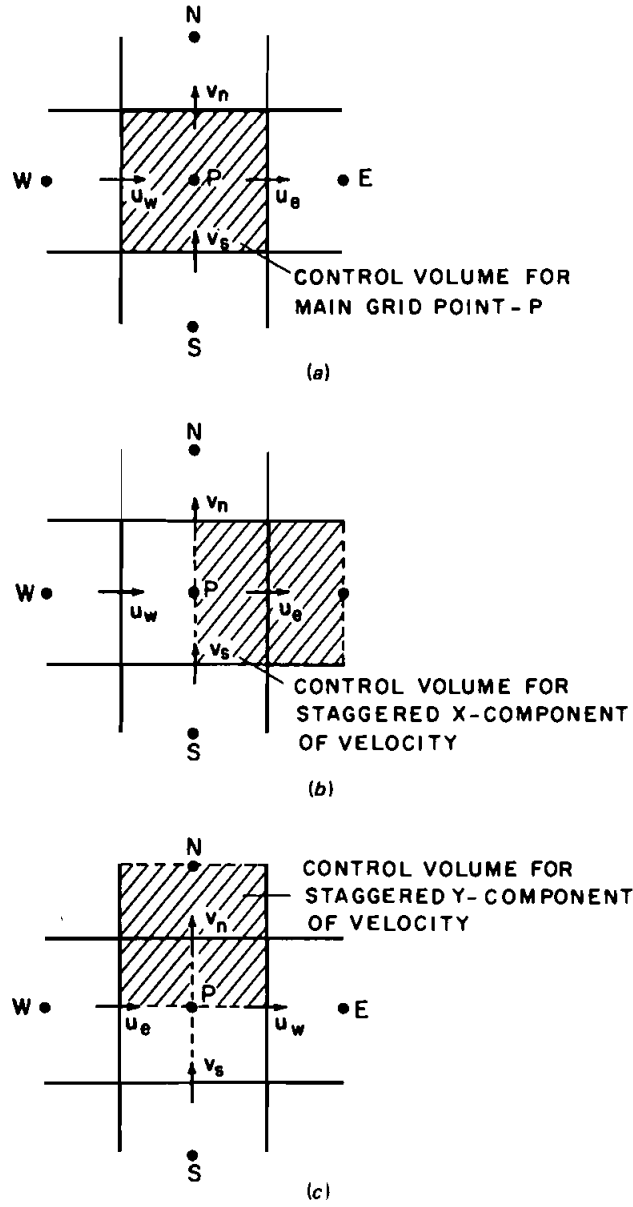 N
v_n
W P E
u_w u_e
v_s
CONTROL VOLUME FOR
MAIN GRID POINT - P
S
(a)
N
v_n
W P
u_w u_e
v_s
CONTROL VOLUME FOR
STAGGERED X-COMPONENT
OF VELOCITY
S
(b)
N
CONTROL VOLUME FOR
STAGGERED Y-COMPONENT
OF VELOCITY
v_n
W P E
u_e u_w
v_s
S
(c)